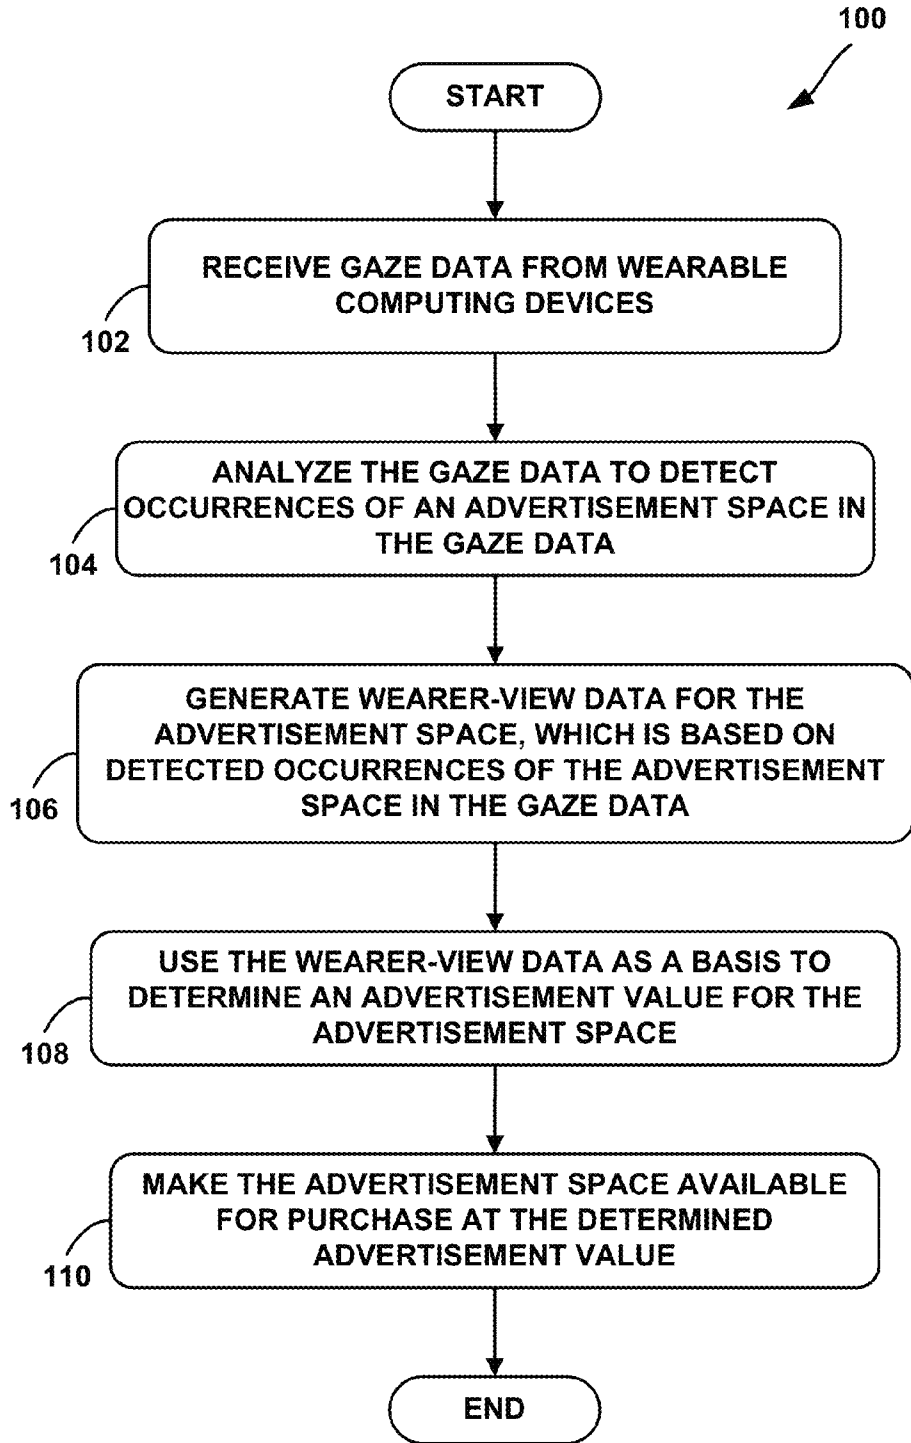 100
START
RECEIVE GAZE DATA FROM WEARABLE
COMPUTING DEVICES
102
ANALYZE THE GAZE DATA TO DETECT
OCCURRENCES OF AN ADVERTISEMENT SPACE IN
THE GAZE DATA
104
GENERATE WEARER-VIEW DATA FOR THE
ADVERTISEMENT SPACE, WHICH IS BASED ON
DETECTED OCCURRENCES OF THE ADVERTISEMENT
SPACE IN THE GAZE DATA
106
USE THE WEARER-VIEW DATA AS A BASIS TO
DETERMINE AN ADVERTISEMENT VALUE FOR THE
ADVERTISEMENT SPACE
108
MAKE THE ADVERTISEMENT SPACE AVAILABLE
FOR PURCHASE AT THE DETERMINED
ADVERTISEMENT VALUE
110
END